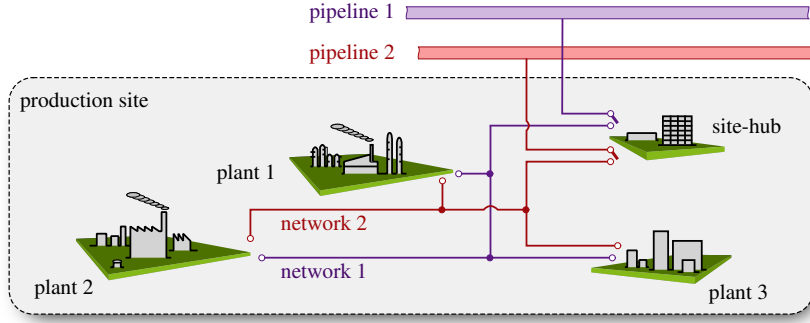 pipeline 1
pipeline 2
production site
site-hub
plant 1
network 2
network 1
plant 2
plant 3